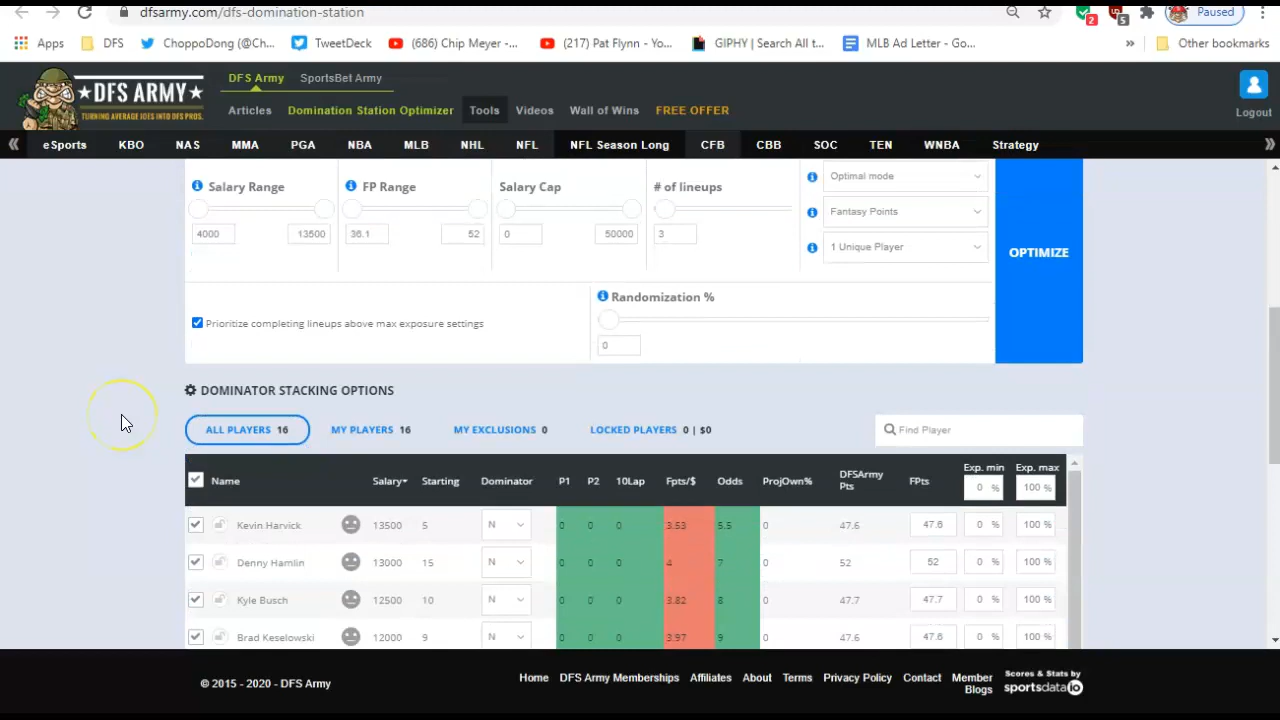 dfsarmy.com/dfs-domination-station
Paused
2
5
Apps DFS ChoppoDong (@Ch... TweetDeck (686) Chip Meyer -... (217) Pat Flynn - Yo... GIPHY | Search All t... MLB Ad Letter - Go... » Other bookmarks
DFS ARMY
TURNING AVERAGE JOES INTO DFS PROS.
DFS Army SportsBet Army
Articles Domination Station Optimizer Tools Videos Wall of Wins FREE OFFER
Logout
eSports KBO NAS MMA PGA NBA MLB NHL NFL NFL Season Long CFB CBB SOC TEN WNBA Strategy
Salary Range FP Range Salary Cap # of lineups
4000 13500 36.1 52 0 50000 3
Optimal mode
Fantasy Points
1 Unique Player
OPTIMIZE
Prioritize completing lineups above max exposure settings
Randomization %
0
DOMINATOR STACKING OPTIONS
ALL PLAYERS 16 MY PLAYERS 16 MY EXCLUSIONS 0 LOCKED PLAYERS 0 | $0 Find Player
Name Salary Starting Dominator P1 P2 10Lap Fpts/$ Odds ProjOwn% DFSArmy Pts FPts Exp. min 0 % Exp. max 100 %
Kevin Harvick 13500 5 N 0 0 0 3.53 5.5 0 47.6 47.6 0 % 100 %
Denny Hamlin 13000 15 N 0 0 0 4 7 0 52 52 0 % 100 %
Kyle Busch 12500 10 N 0 0 0 3.82 8 0 47.7 47.7 0 % 100 %
Brad Keselowski 12000 9 N 0 0 0 3.97 9 0 47.6 47.6 0 % 100 %
© 2015 - 2020 - DFS Army
Home DFS Army Memberships Affiliates About Terms Privacy Policy Contact Member Blogs
Scores & Stats by
sportsdataio